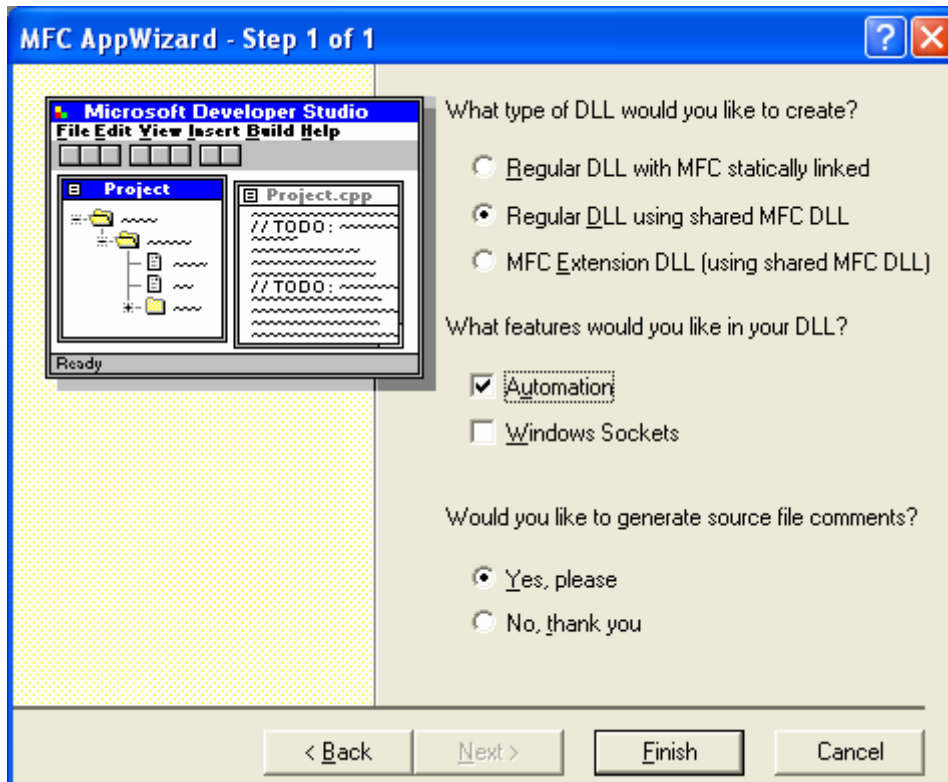 MFC AppWizard - Step 1 of 1
Microsoft Developer Studio
File Edit View Insert Build Help
Project
Project.cpp
//TODO:
//TODO:
Ready
What type of DLL would you like to create?
Regular DLL with MFC statically linked
Regular DLL using shared MFC DLL
MFC Extension DLL (using shared MFC DLL)
What features would you like in your DLL?
Automation
Windows Sockets
Would you like to generate source file comments?
Yes, please
No, thank you
< Back
Next >
Finish
Cancel